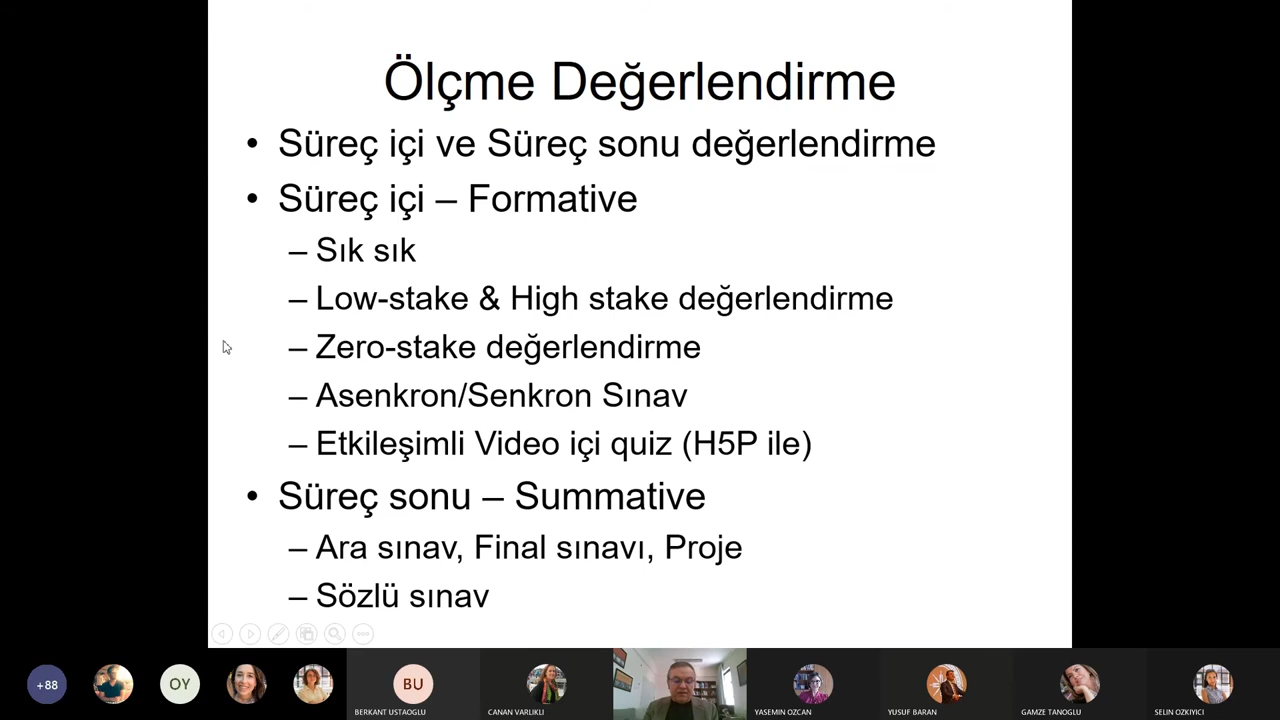 Ölçme Değerlendirme
• Süreç içi ve Süreç sonu değerlendirme
• Süreç içi – Formative
– Sık sık
– Low-stake & High stake değerlendirme
– Zero-stake değerlendirme
– Asenkron/Senkron Sınav
– Etkileşimli Video içi quiz (H5P ile)
• Süreç sonu – Summative
– Ara sınav, Final sınavı, Proje
– Sözlü sınav
+88
OY
BU
BERKANT USTAOGLU
CANAN VARLIKLI
YASEMIN OZCAN
YUSUF BARAN
GAMZE TANOGLU
SELIN OZKIYICI